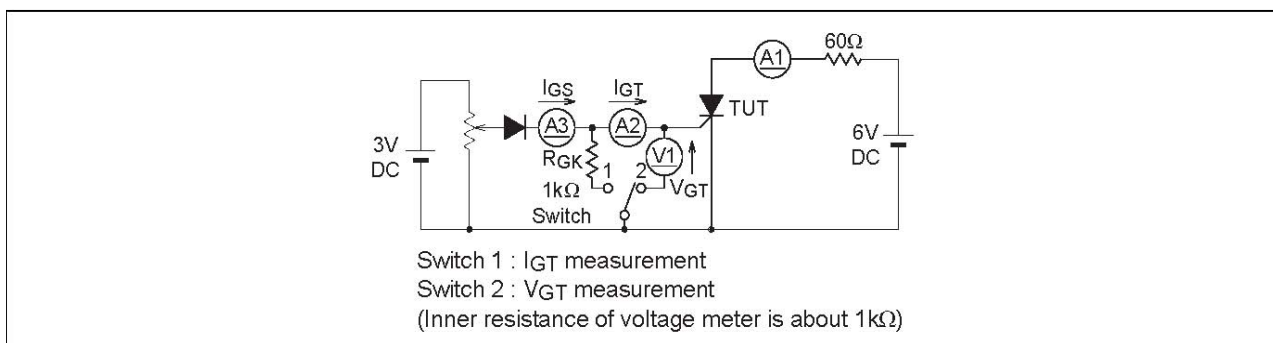 60Ω
A1
IGS
IGT
TUT
A3
A2
3V
DC
6V
DC
RGK
1
2
V1
1kΩ
VGT
Switch
Switch 1 : IGT measurement
Switch 2 : VGT measurement
(Inner resistance of voltage meter is about 1kΩ)